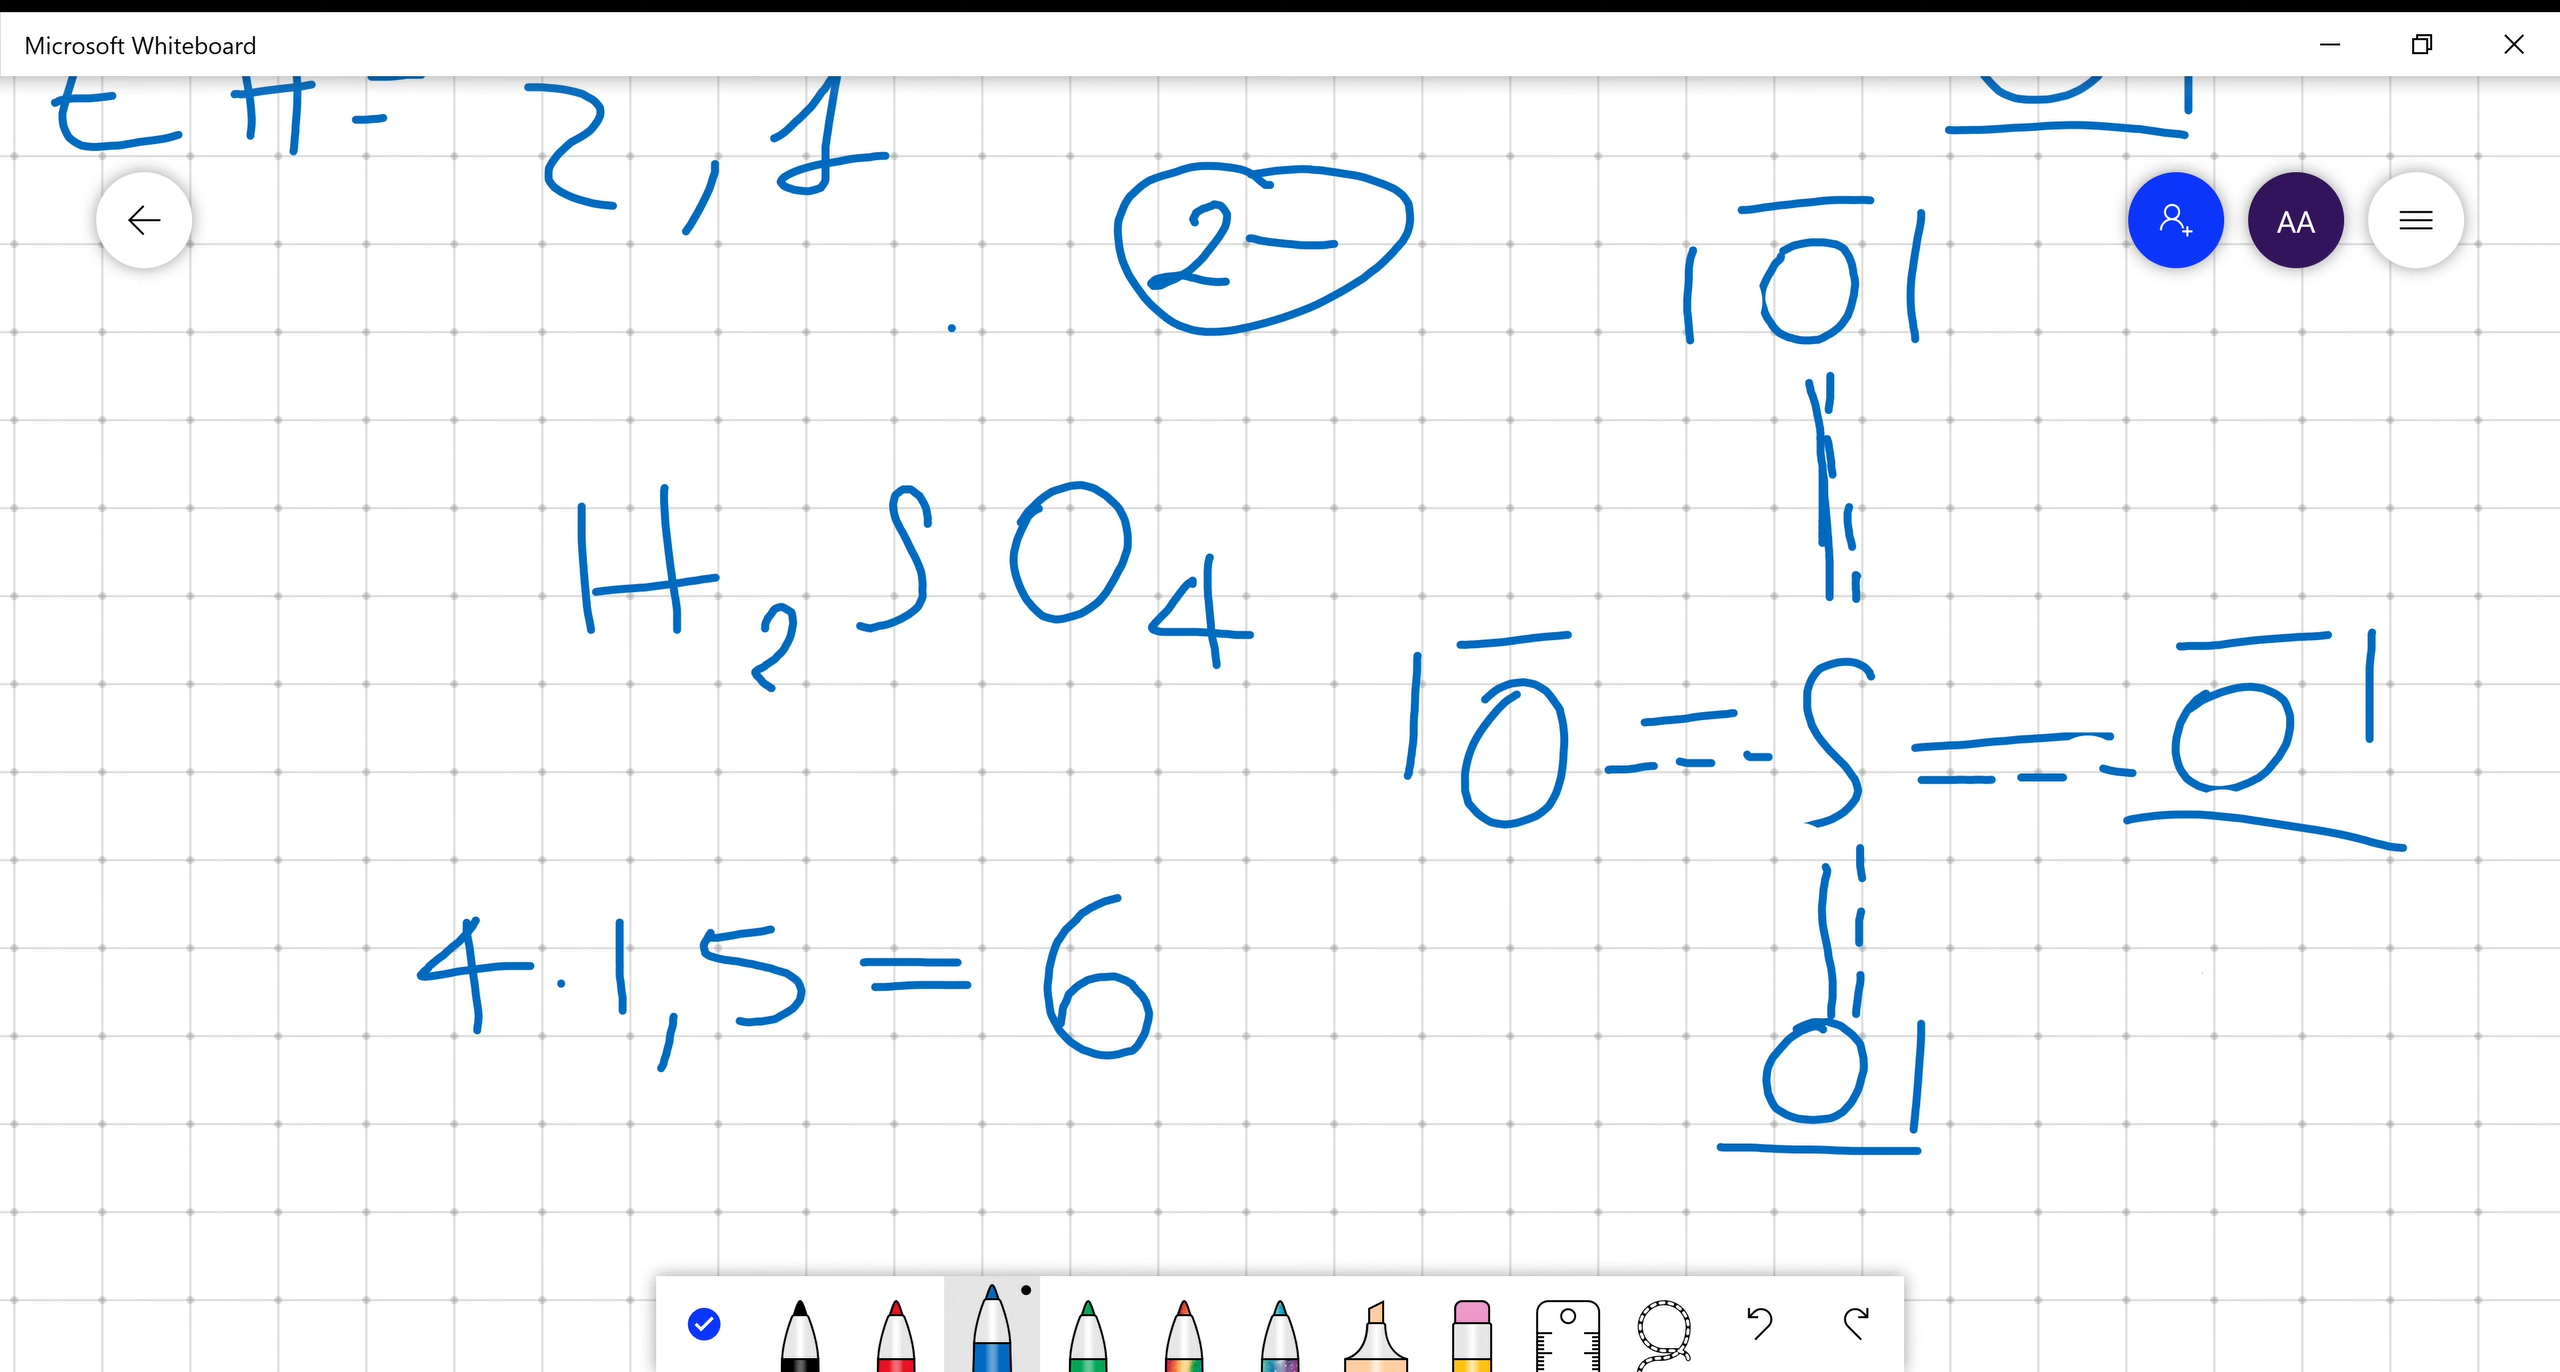 Microsoft Whiteboard
2,1
2-
AA
|O|
H2SO4
|O=S=O|
4·1,5=6
O|